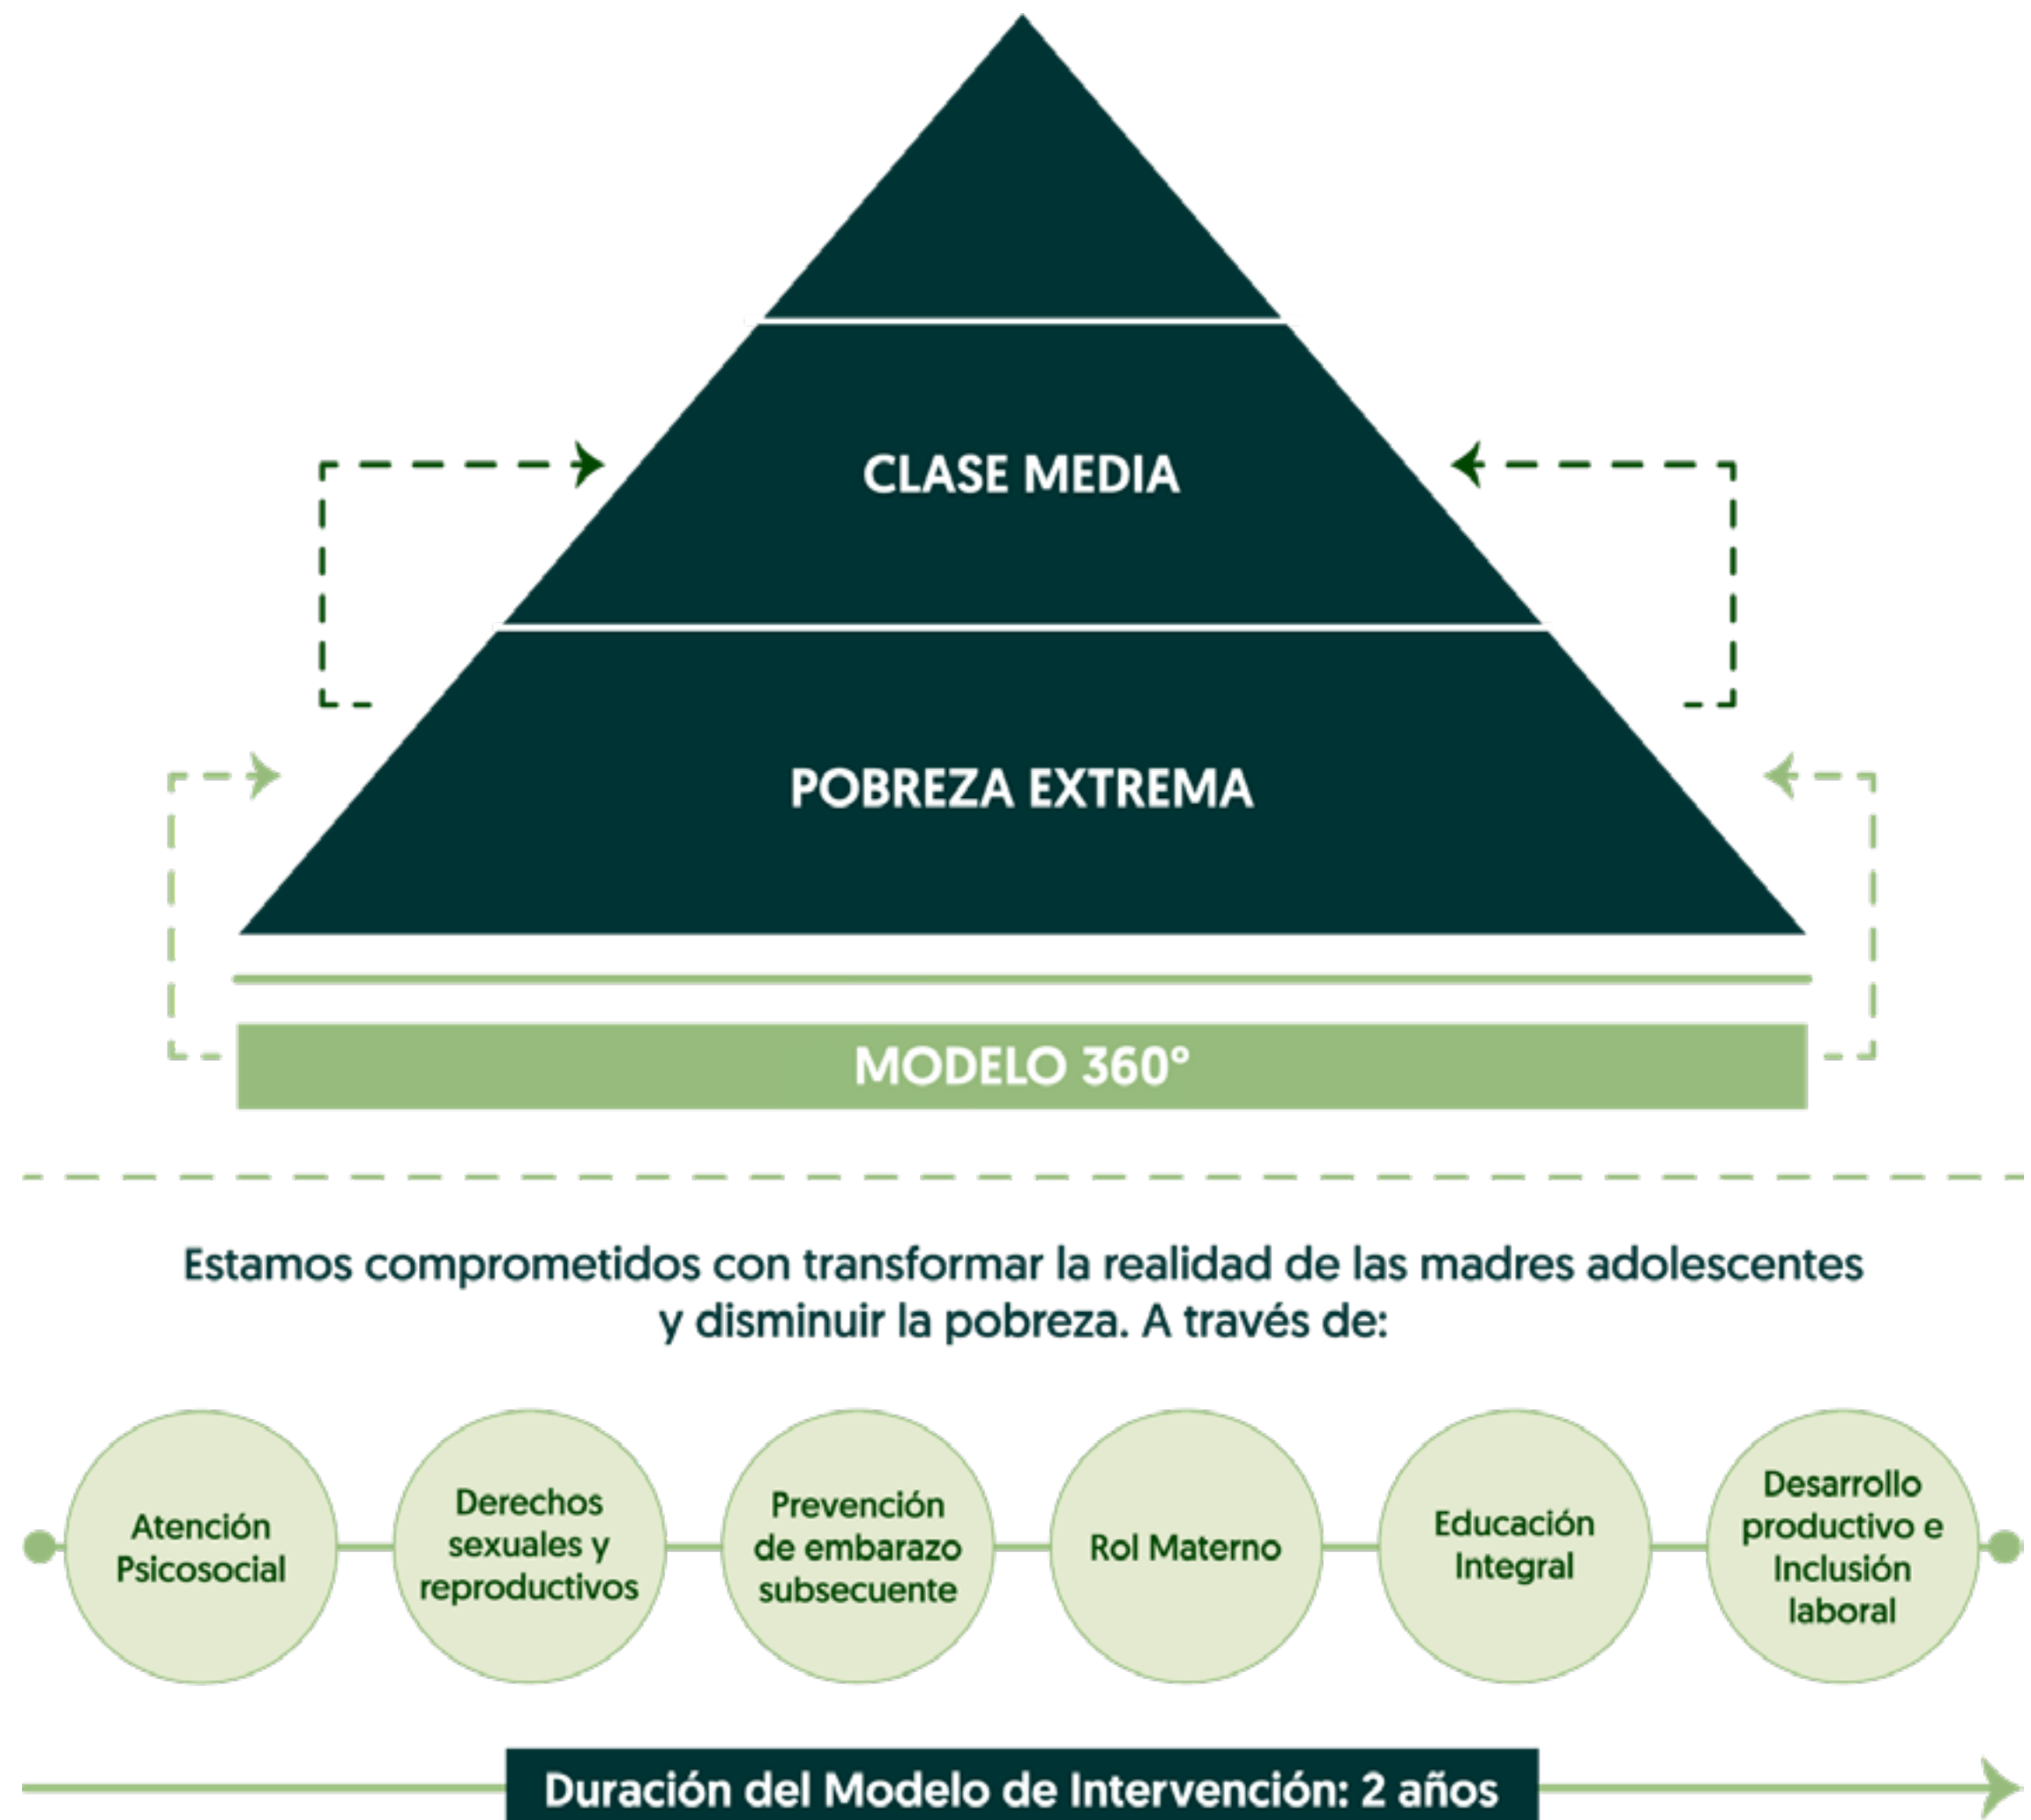 CLASE MEDIA
POBREZA EXTREMA
MODELO 360°
Estamos comprometidos con transformar la realidad de las madres adolescentes
y disminuir la pobreza. A través de:
Atención
Psicosocial
Derechos
sexuales y
reproductivos
Prevención
de embarazo
subsecuente
Rol Materno
Educación
Integral
Desarrollo
productivo e
Inclusión
laboral
Duración del Modelo de Intervención: 2 años